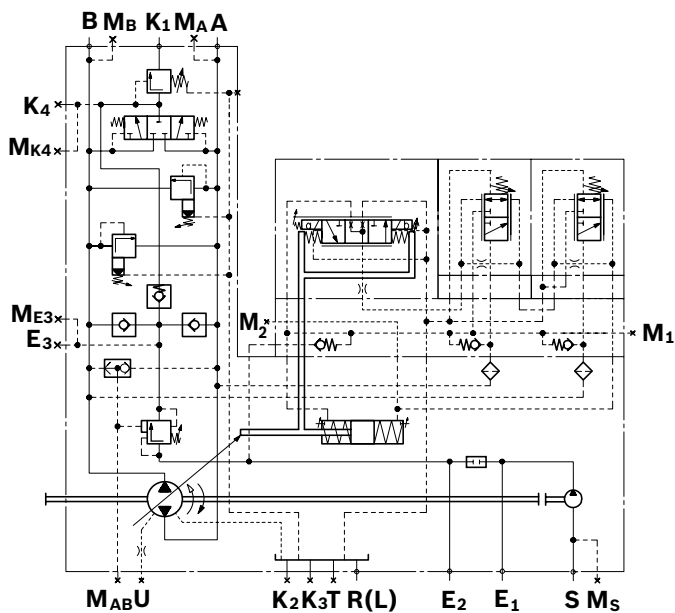 B MB K1 MA A
K4
MK4
a b
ME3
E3
M2
M1
MAB U
K2 K3 T R(L) E2 E1 S MS